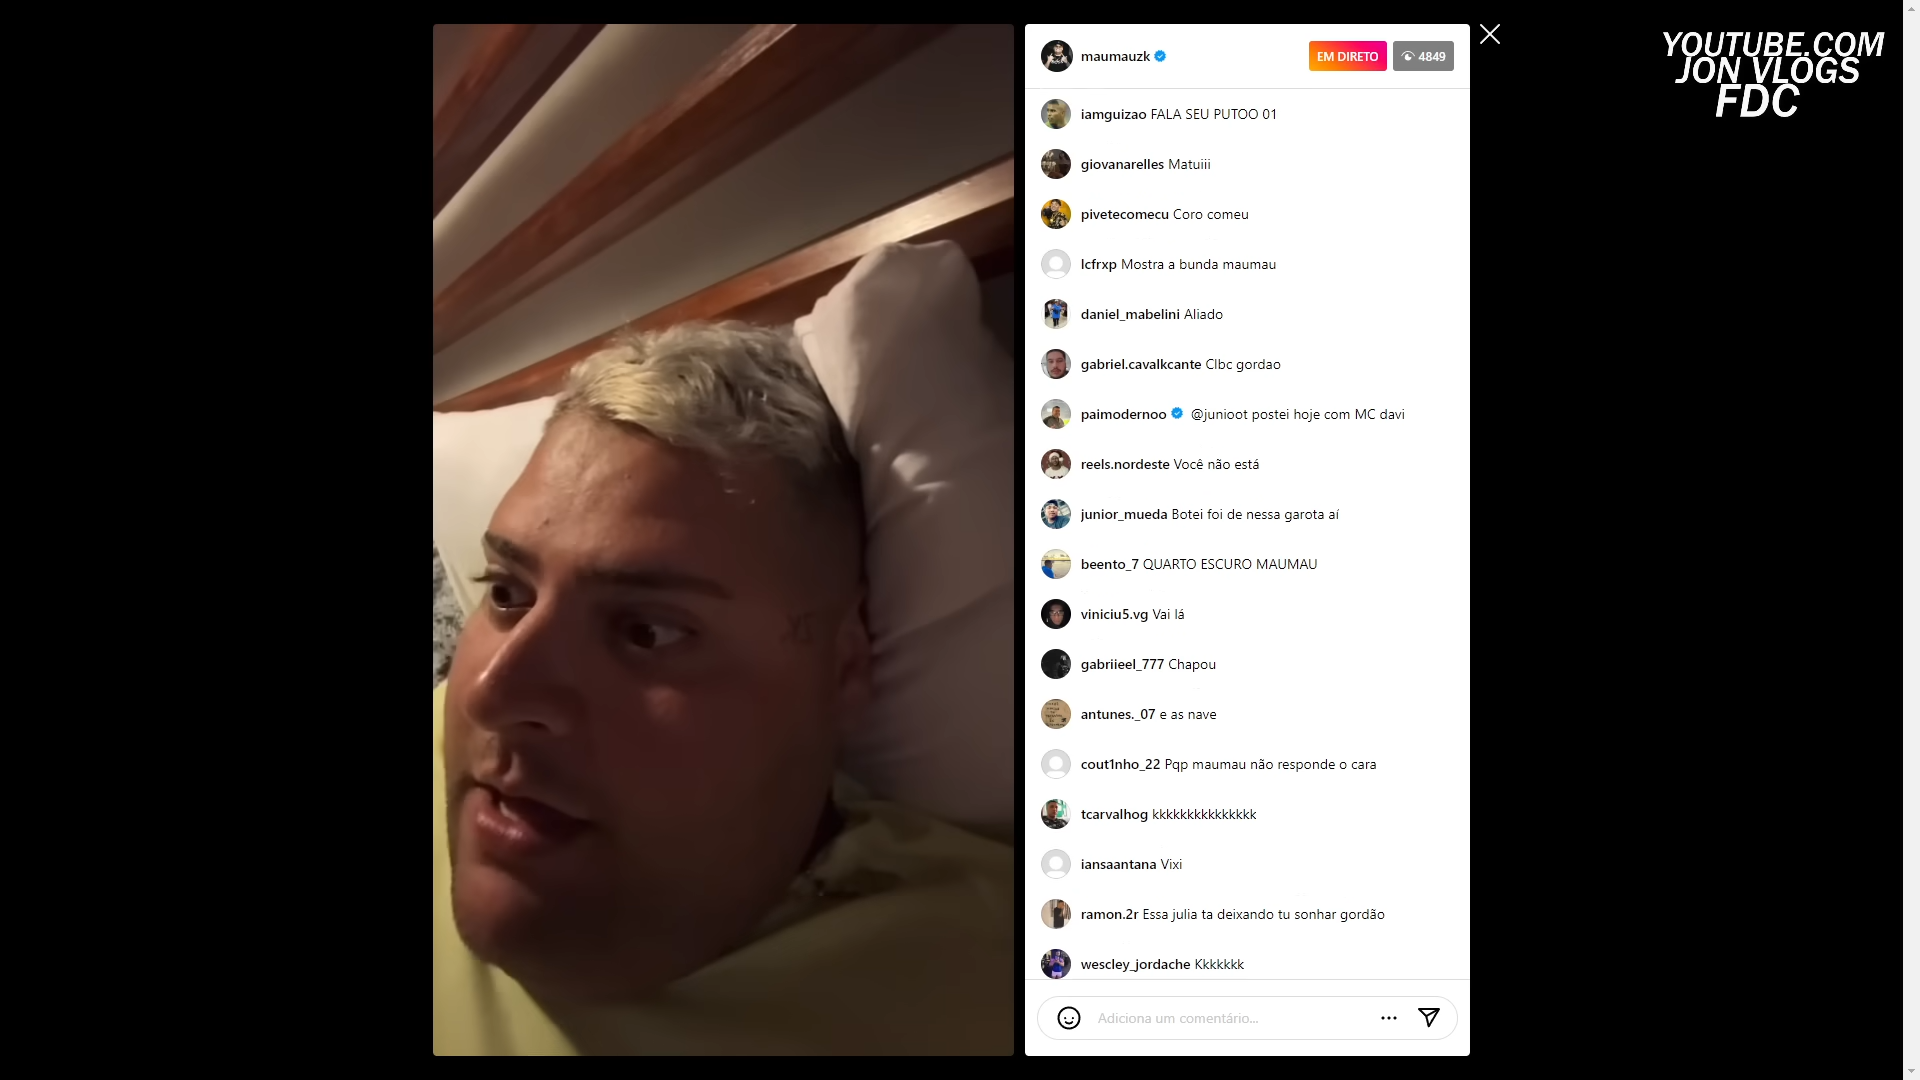 YOUTUBE.COM
JON VLOGS
FDC
maumauzk
EM DIRETO
4849
iamguizao FALA SEU PUTOO 01
giovanarelles Matuiii
pivetecomecu Coro comeu
lcfrxp Mostra a bunda maumau
daniel_mabelini Aliado
gabriel.cavalkcante Clbc gordao
paimodernoo @junioot postei hoje com MC davi
reels.nordeste Você não está
junior_mueda Botei foi de nessa garota aí
beento_7 QUARTO ESCURO MAUMAU
viniciu5.vg Vai lá
gabriieel_777 Chapou
antunes._07 e as nave
cout1nho_22 Pqp maumau não responde o cara
tcarvalhog kkkkkkkkkkkkkkk
iansaantana Vixi
ramon.2r Essa julia ta deixando tu sonhar gordão
wescley_jordache Kkkkkkk
Adiciona um comentário...